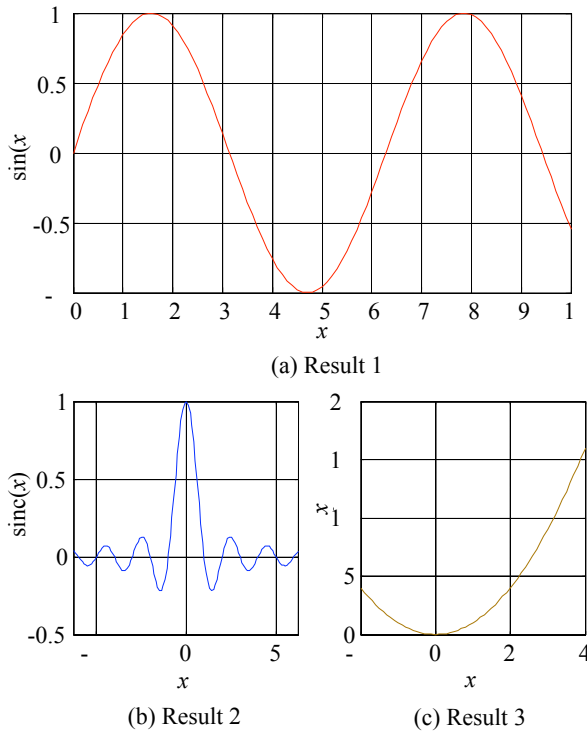 1
0.5
0
-0.5
-
sin(x
0 1 2 3 4 5 6 7 8 9 1
x
(a) Result 1
1
0.5
0
-0.5
sinc(x)
- 0 5
x
(b) Result 2
2
1
1
5
0
x
- 0 2 4
x
(c) Result 3